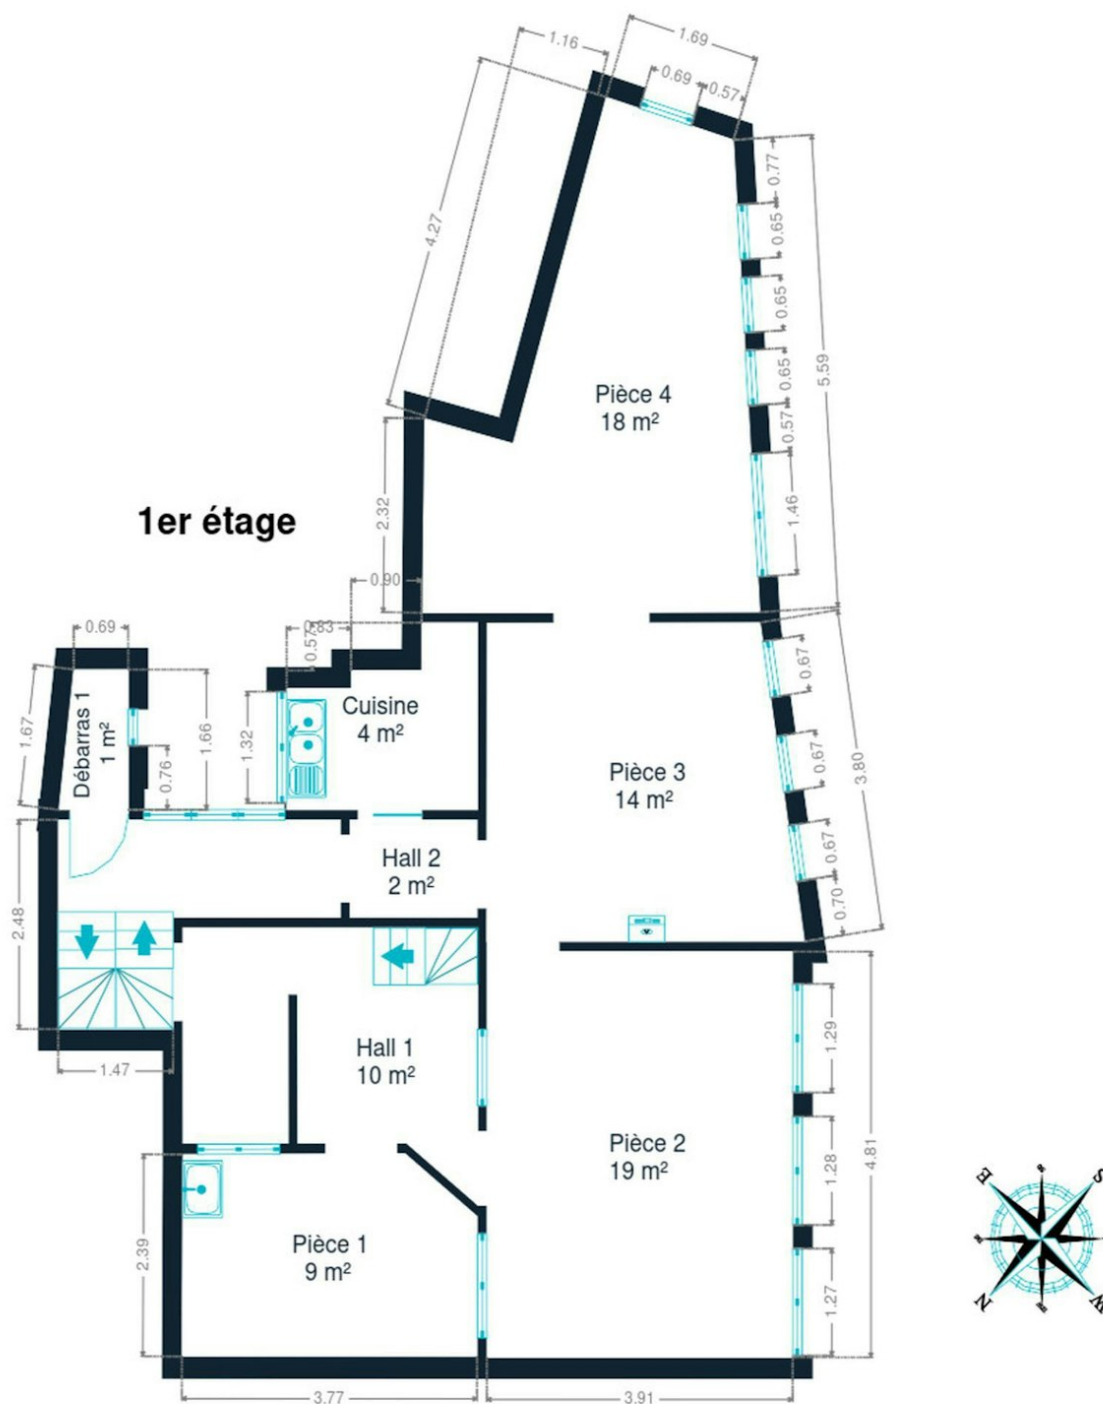 1.16
1.69
0.69
0.57
0.77
4.27
0.65
0.65
0.65
5.59
0.57
1.46
Pièce 4
18 m²
2.32
1er étage
0.90
0.69
0.83
0.57
0.67
1.67
Débarras 1
1 m²
1.66
0.76
1.32
Cuisine
4 m²
Pièce 3
14 m²
0.67
3.80
0.67
0.70
Hall 2
2 m²
2.48
1.47
Hall 1
10 m²
1.29
Pièce 2
19 m²
1.28
4.81
Pièce 1
9 m²
2.39
1.27
3.77
3.91
E
S
N
W